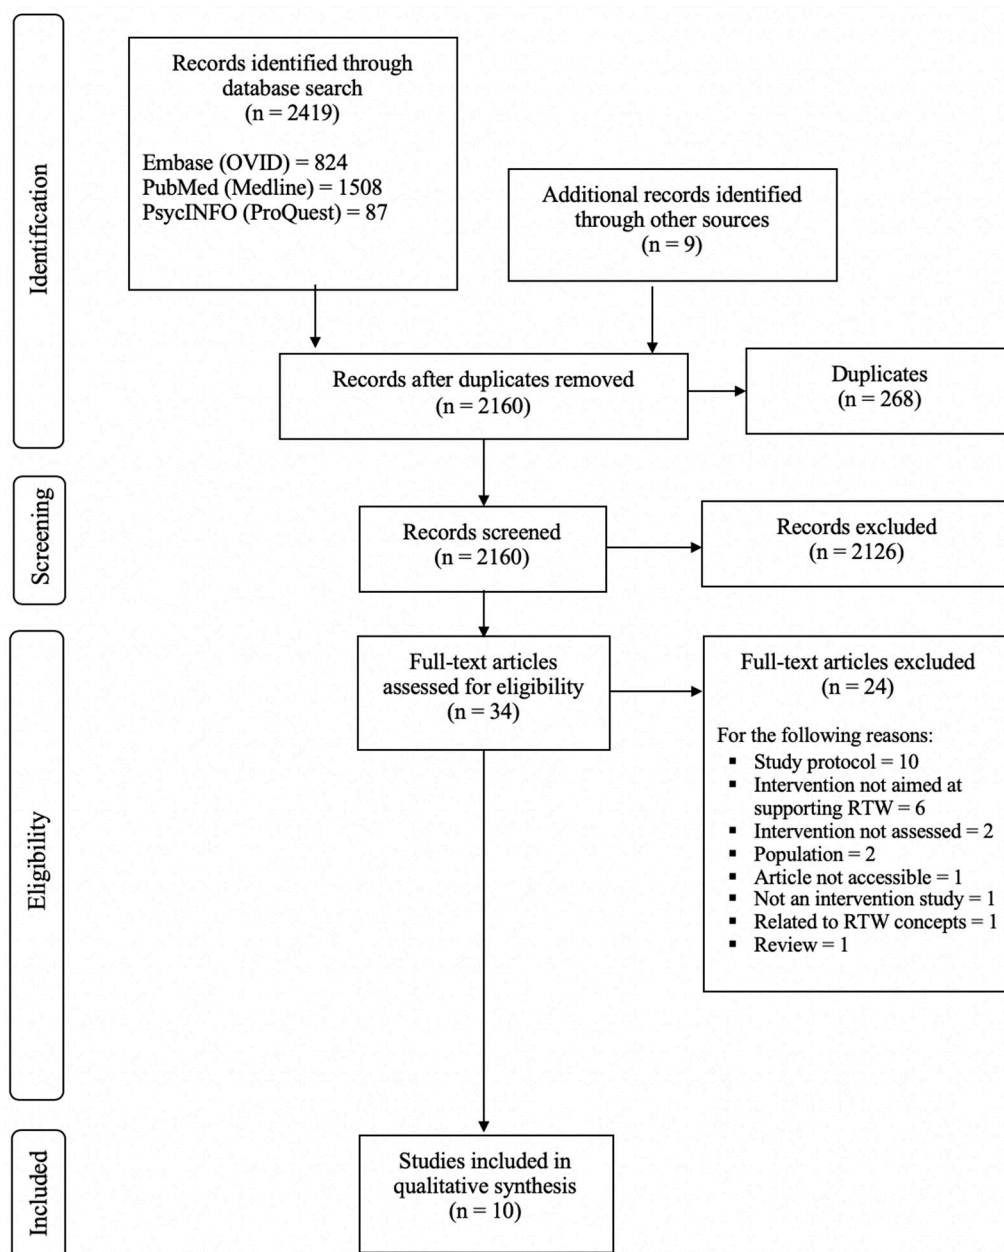 Identification
Records identified through
database search
(n = 2419)
Embase (OVID) = 824
PubMed (Medline) = 1508
PsycINFO (ProQuest) = 87
Additional records identified
through other sources
(n = 9)
Records after duplicates removed
(n = 2160)
Duplicates
(n = 268)
Screening
Records screened
(n = 2160)
Records excluded
(n = 2126)
Eligibility
Full-text articles
assessed for eligibility
(n = 34)
Full-text articles excluded
(n = 24)
For the following reasons:
▪ Study protocol = 10
▪ Intervention not aimed at
supporting RTW = 6
▪ Intervention not assessed = 2
▪ Population = 2
▪ Article not accessible = 1
▪ Not an intervention study = 1
▪ Related to RTW concepts = 1
▪ Review = 1
Included
Studies included in
qualitative synthesis
(n = 10)